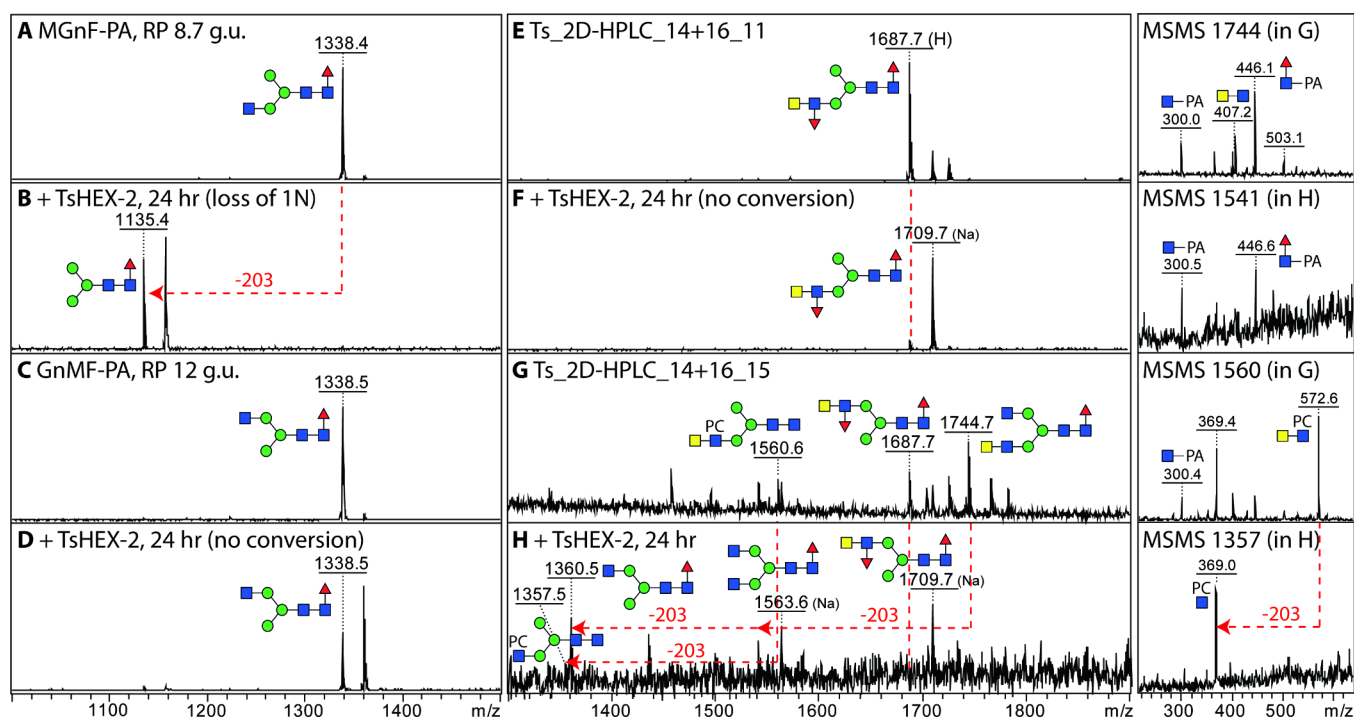 A MGnF-PA, RP 8.7 g.u.
1338.4
B + TsHEX-2, 24 hr (loss of 1N)
1135.4
-203
C GnMF-PA, RP 12 g.u.
1338.5
D + TsHEX-2, 24 hr (no conversion)
1338.5
1100 1200 1300 1400 m/z
E Ts_2D-HPLC_14+16_11
1687.7 (H)
F + TsHEX-2, 24 hr (no conversion)
1709.7 (Na)
G Ts_2D-HPLC_14+16_15
PC
1560.6
1687.7
1744.7
H + TsHEX-2, 24 hr
1360.5
1357.5
1563.6 (Na)
1709.7 (Na)
-203
-203
-203
PC
1400 1500 1600 1700 1800 m/z
MSMS 1744 (in G)
446.1
PA
PA
300.0
407.2
503.1
MSMS 1541 (in H)
PA
300.5
446.6
PA
MSMS 1560 (in G)
572.6
369.4
PC
PA
300.4
MSMS 1357 (in H)
369.0
PC
-203
300 400 500 m/z